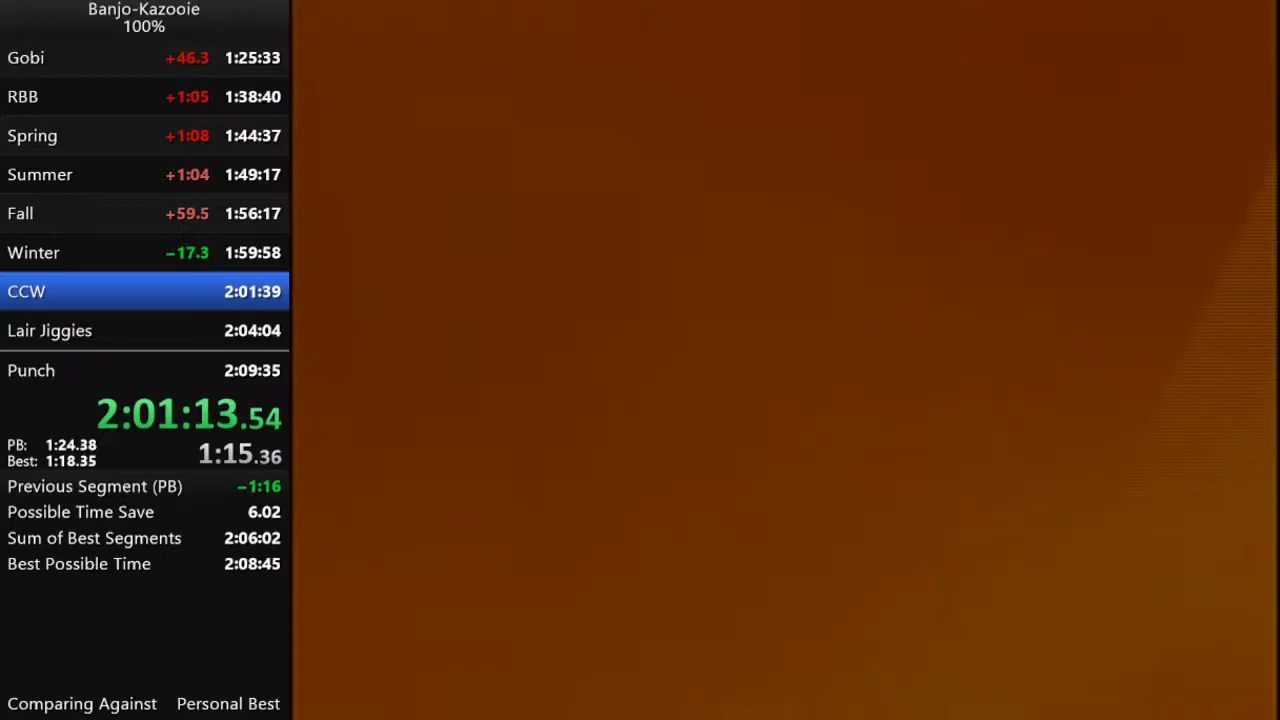 Banjo-Kazooie
100%
Gobi +46.3 1:25:33
RBB +1:05 1:38:40
Spring +1:08 1:44:37
Summer +1:04 1:49:17
Fall +59.5 1:56:17
Winter −17.3 1:59:58
CCW 2:01:39
Lair Jiggies 2:04:04
Punch 2:09:35
2:01:13.54
PB: 1:24.38
Best: 1:18.35
1:15.36
Previous Segment (PB) −1:16
Possible Time Save 6.02
Sum of Best Segments 2:06:02
Best Possible Time 2:08:45
Comparing Against Personal Best